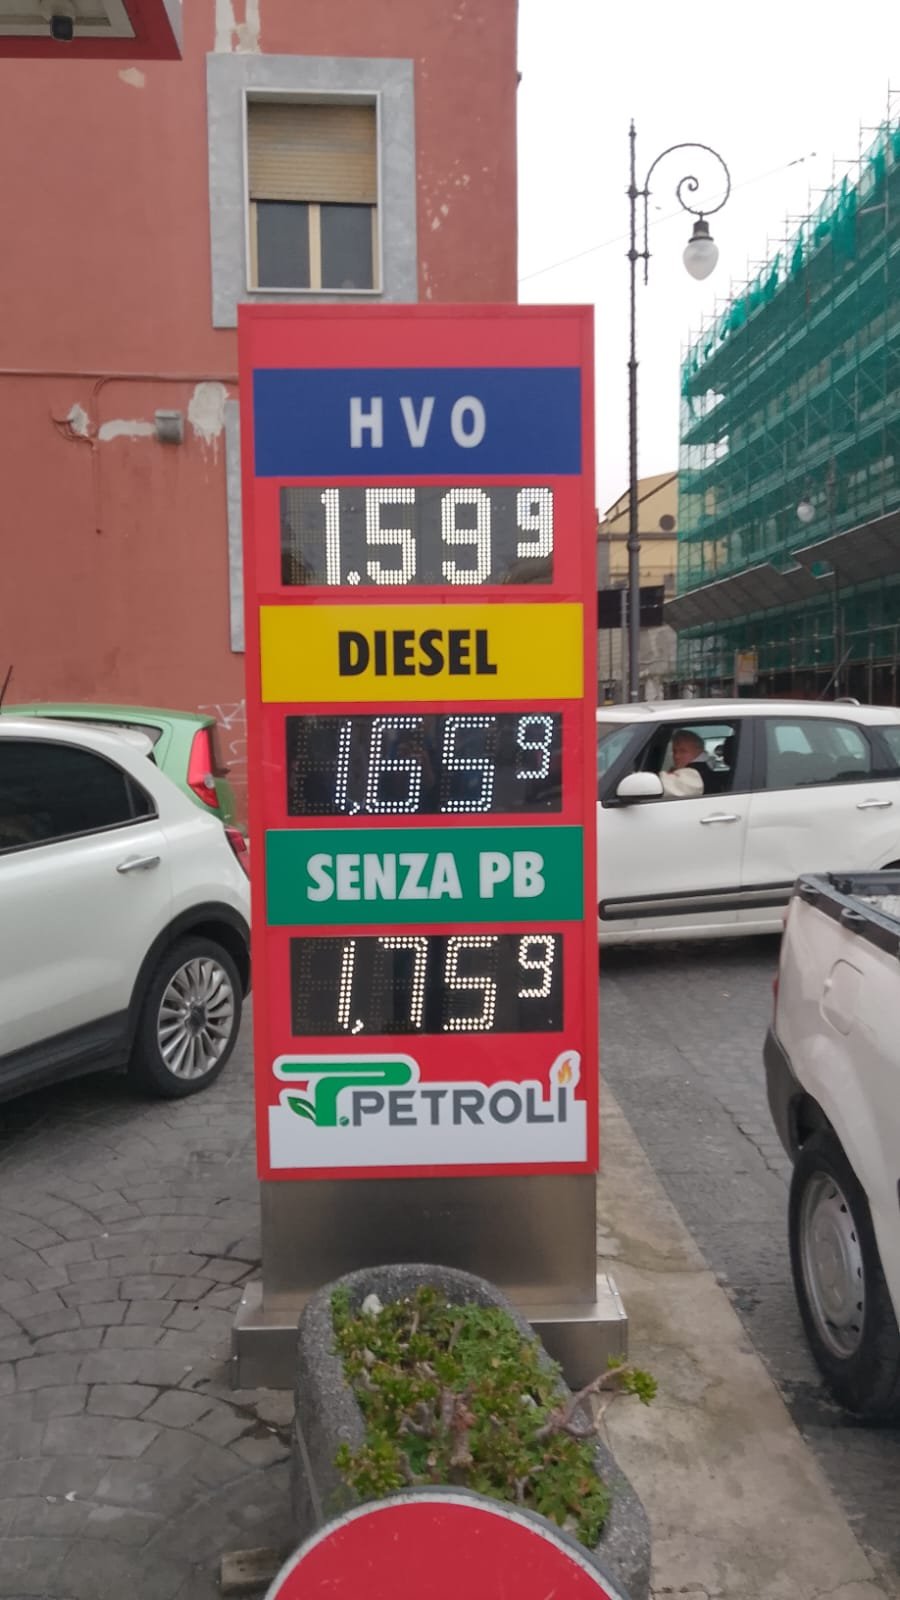 HVO
1.599
DIESEL
1,659
SENZA PB
1,759
T.PETROLI